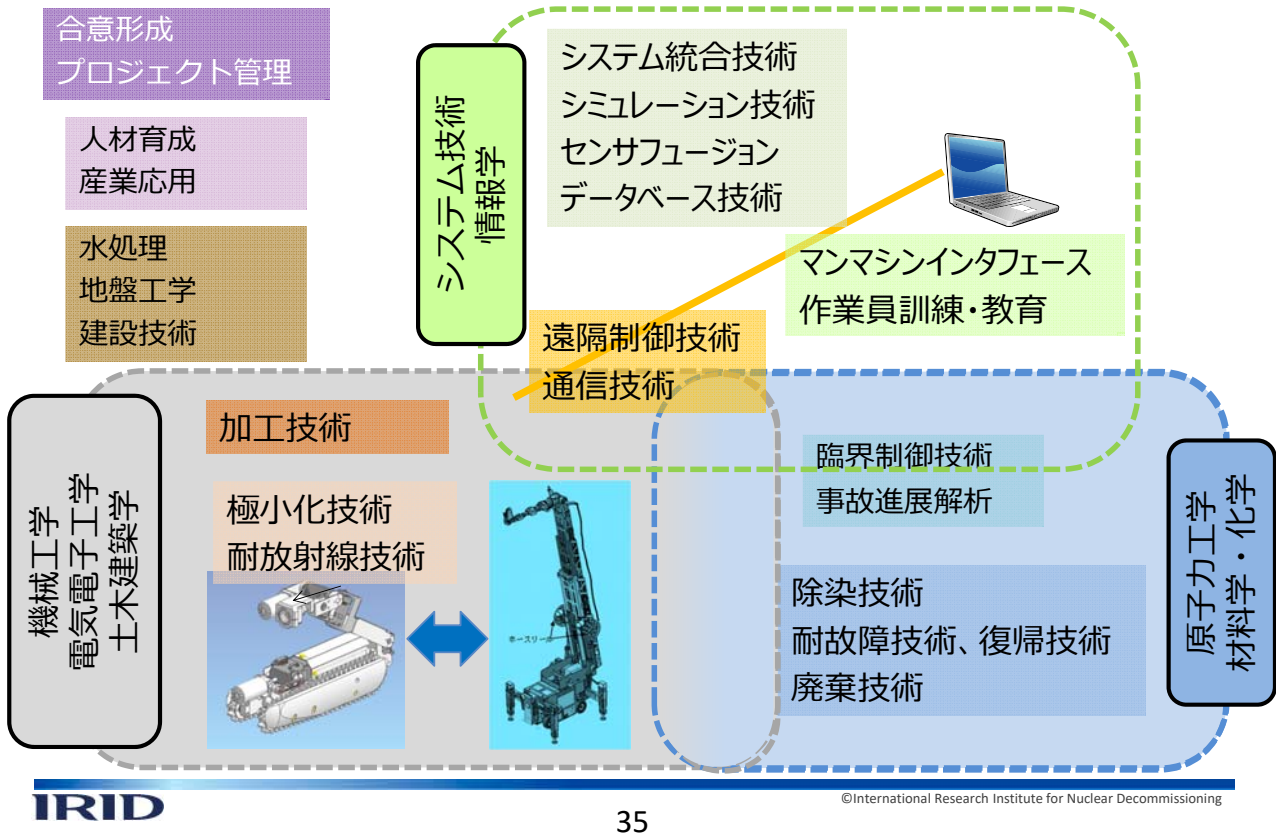 合意形成
プロジェクト管理
人材育成
産業応用
水処理
地盤工学
建設技術
システム技術
情報学
システム統合技術
シミュレーション技術
センサフュージョン
データベース技術
マンマシンインタフェース
作業員訓練・教育
遠隔制御技術
通信技術
機械工学
電気電子工学
土木建築学
加工技術
極小化技術
耐放射線技術
ホースリール
臨界制御技術
事故進展解析
除染技術
耐故障技術、復帰技術
廃棄技術
原子力工学
材料学・化学
IRID
©International Research Institute for Nuclear Decommissioning
35